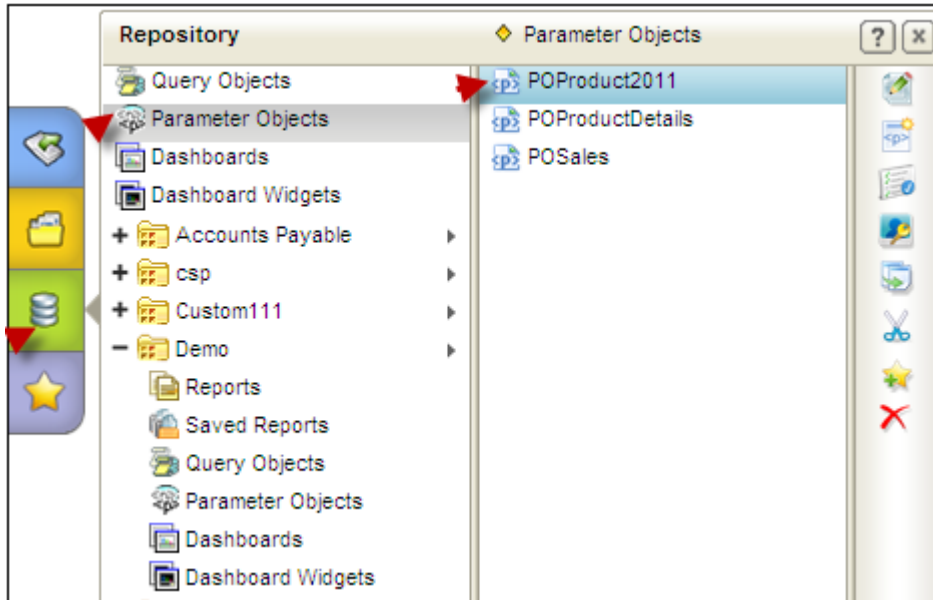 Repository
Query Objects
Parameter Objects
Dashboards
Dashboard Widgets
+ Accounts Payable
+ csp
+ Custom111
− Demo
Reports
Saved Reports
Query Objects
Parameter Objects
Dashboards
Dashboard Widgets
Parameter Objects
? x
<p> POProduct2011
<p> POProductDetails
<p> POSales
<p>